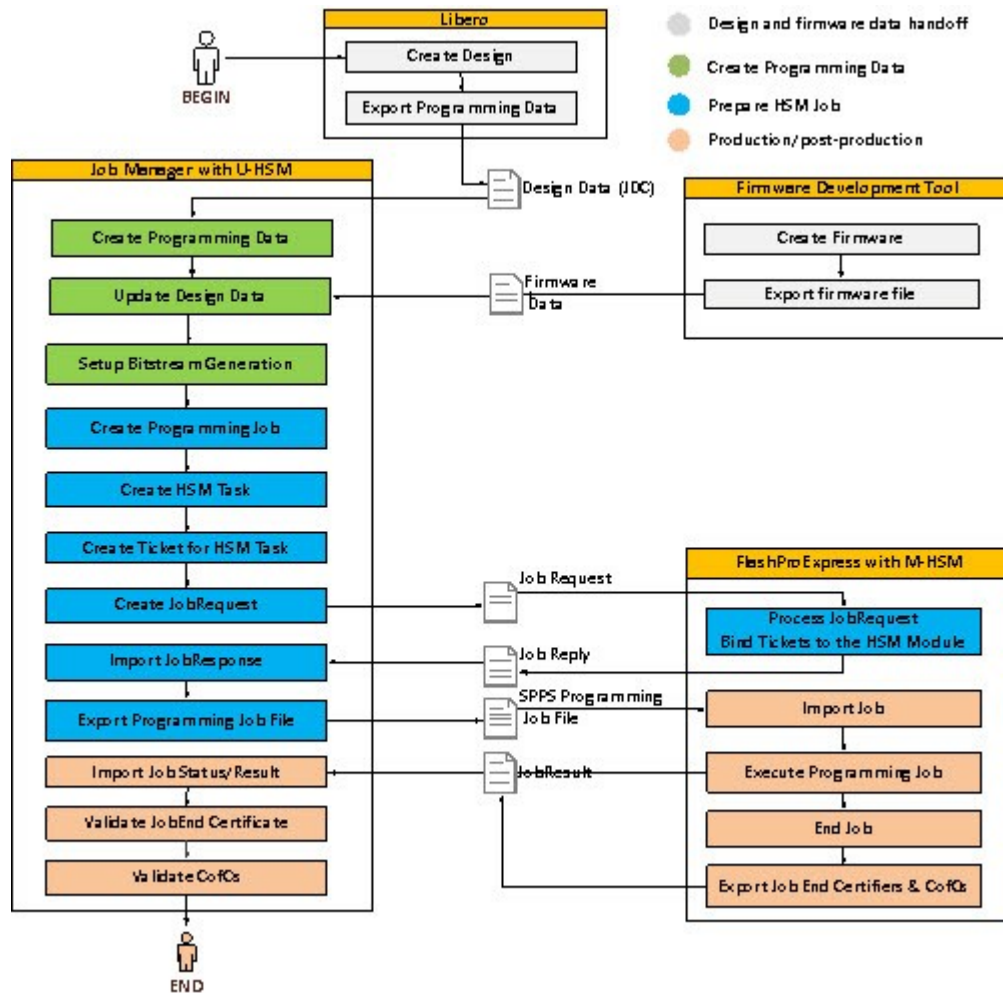 Libero
Create Design
Export Programming Data
BEGIN
Design and firmware data handoff
Create Programming Data
Prepare HSM Job
Production/post-production
Job Manager with U-HSM
Design Data (JDC)
Firmware Development Tool
Create Programming Data
Create Firmware
Update Design Data
Firmware
Data
Export firmware file
Setup Bitstream Generation
Create Programming Job
Create HSM Task
Create Ticket for HSM Task
FlashProExpress with M-HSM
Create JobRequest
Job Request
Process JobRequest
Bind Tickets to the HSM Module
Import JobResponse
Job Reply
SPPS Programming
Job File
Export Programming Job File
Import Job
Import Job Status/Result
JobResult
Execute Programming Job
Validate JobEnd Certificate
End Job
Validate CofCs
Export Job End Certifiers & CofCs
END